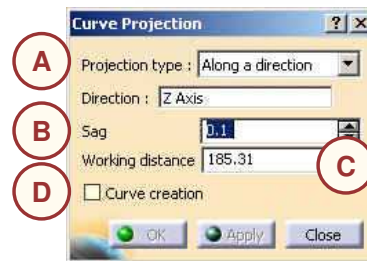 Curve Projection
A
Projection type : Along a direction
Direction : Z Axis
B
Sag 0.1
Working distance 185.31
C
D
Curve creation
OK Apply Close